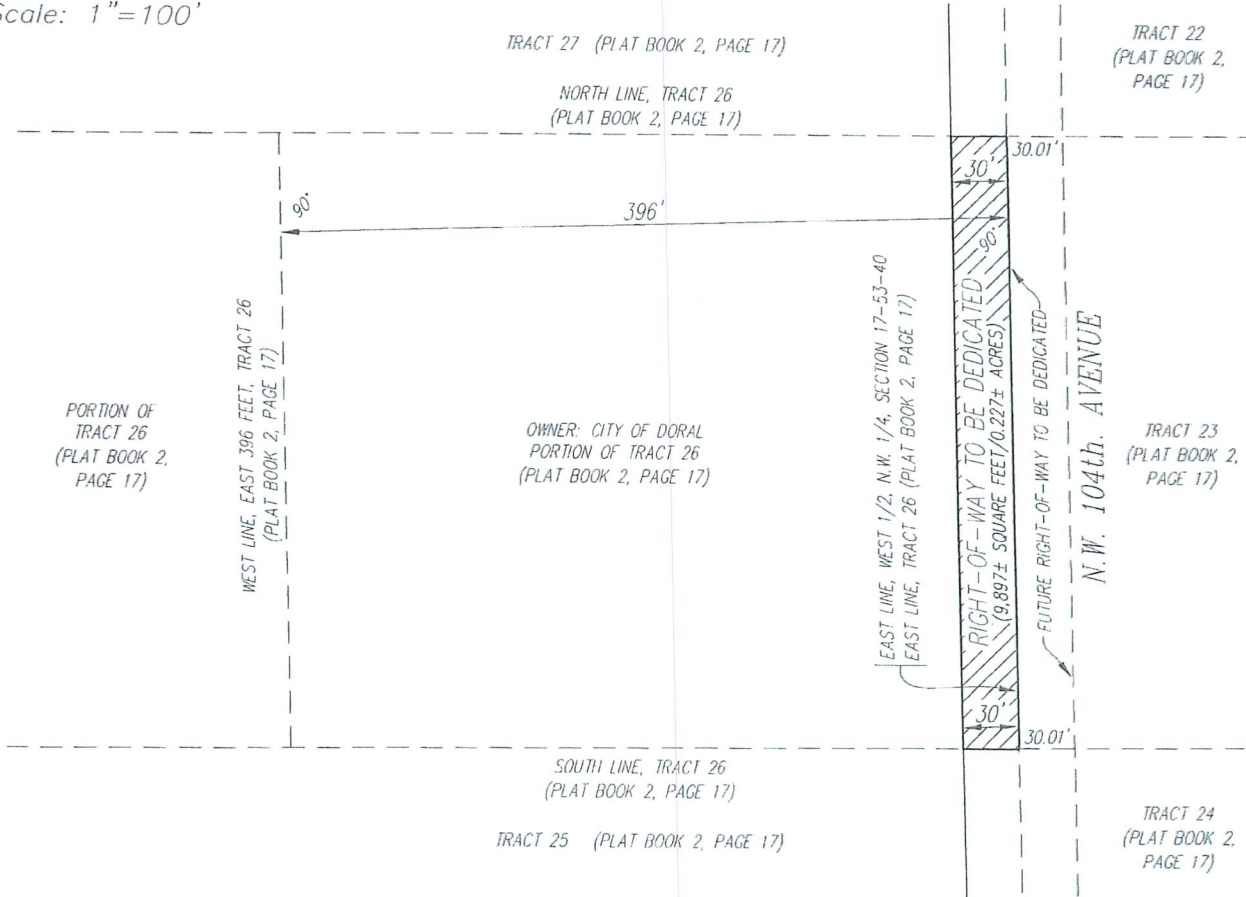 Scale: 1"=100'
TRACT 27 (PLAT BOOK 2, PAGE 17)
TRACT 22
(PLAT BOOK 2,
PAGE 17)
NORTH LINE, TRACT 26
(PLAT BOOK 2, PAGE 17)
30.01'
30'
90°
396'
90°
WEST LINE, EAST 396 FEET, TRACT 26
(PLAT BOOK 2, PAGE 17)
PORTION OF
TRACT 26
(PLAT BOOK 2,
PAGE 17)
OWNER: CITY OF DORAL
PORTION OF TRACT 26
(PLAT BOOK 2, PAGE 17)
EAST LINE, WEST 1/2, N.W. 1/4, SECTION 17-53-40
EAST LINE, TRACT 26 (PLAT BOOK 2, PAGE 17)
RIGHT-OF-WAY TO BE DEDICATED
(9,897± SQUARE FEET/0.227± ACRES)
FUTURE RIGHT-OF-WAY TO BE DEDICATED
N.W. 104th. AVENUE
TRACT 23
(PLAT BOOK 2,
PAGE 17)
30'
30.01'
SOUTH LINE, TRACT 26
(PLAT BOOK 2, PAGE 17)
TRACT 25 (PLAT BOOK 2, PAGE 17)
TRACT 24
(PLAT BOOK 2,
PAGE 17)